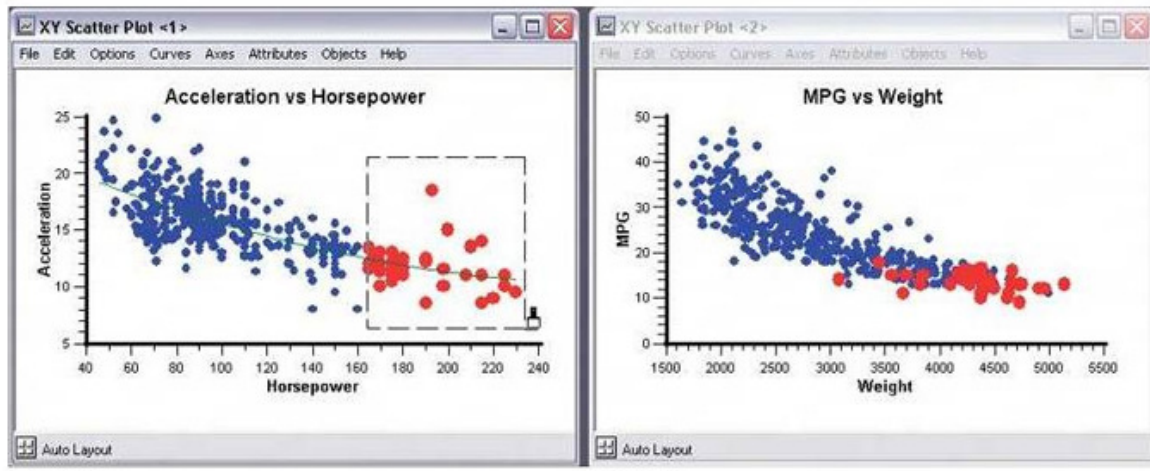 XY Scatter Plot <1>
File Edit Options Curves Axes Attributes Objects Help
Acceleration vs Horsepower
25
20
15
10
5
Acceleration
40 60 80 100 120 140 160 180 200 220 240
Horsepower
Auto Layout
XY Scatter Plot <2>
File Edit Options Curves Axes Attributes Objects Help
MPG vs Weight
50
40
30
20
10
0
MPG
1500 2000 2500 3000 3500 4000 4500 5000 5500
Weight
Auto Layout